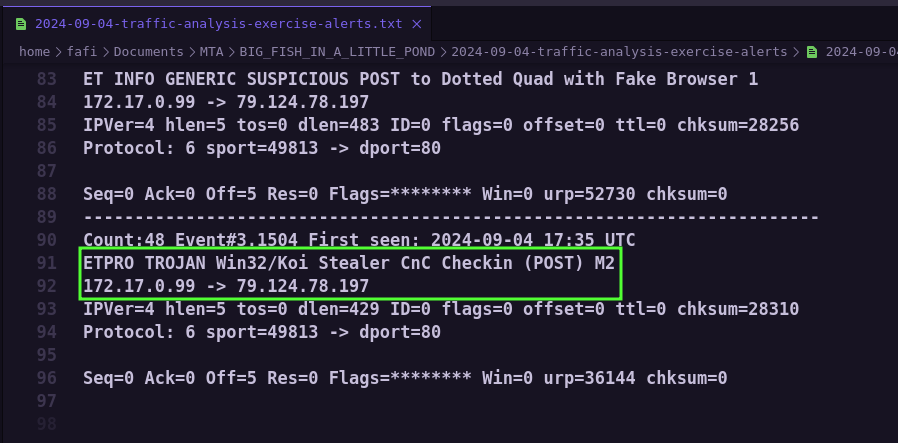 2024-09-04-traffic-analysis-exercise-alerts.txt
home > fafi > Documents > MTA > BIG_FISH_IN_A_LITTLE_POND > 2024-09-04-traffic-analysis-exercise-alerts > 2024-09-04
83 ET INFO GENERIC SUSPICIOUS POST to Dotted Quad with Fake Browser 1
84 172.17.0.99 -> 79.124.78.197
85 IPVer=4 hlen=5 tos=0 dlen=483 ID=0 flags=0 offset=0 ttl=0 chksum=28256
86 Protocol: 6 sport=49813 -> dport=80
87
88 Seq=0 Ack=0 Off=5 Res=0 Flags=******** Win=0 urp=52730 chksum=0
89 ------------------------------------------------------------------------
90 Count:48 Event#3.1504 First seen: 2024-09-04 17:35 UTC
91 ETPRO TROJAN Win32/Koi Stealer CnC Checkin (POST) M2
92 172.17.0.99 -> 79.124.78.197
93 IPVer=4 hlen=5 tos=0 dlen=429 ID=0 flags=0 offset=0 ttl=0 chksum=28310
94 Protocol: 6 sport=49813 -> dport=80
95
96 Seq=0 Ack=0 Off=5 Res=0 Flags=******** Win=0 urp=36144 chksum=0
97
98